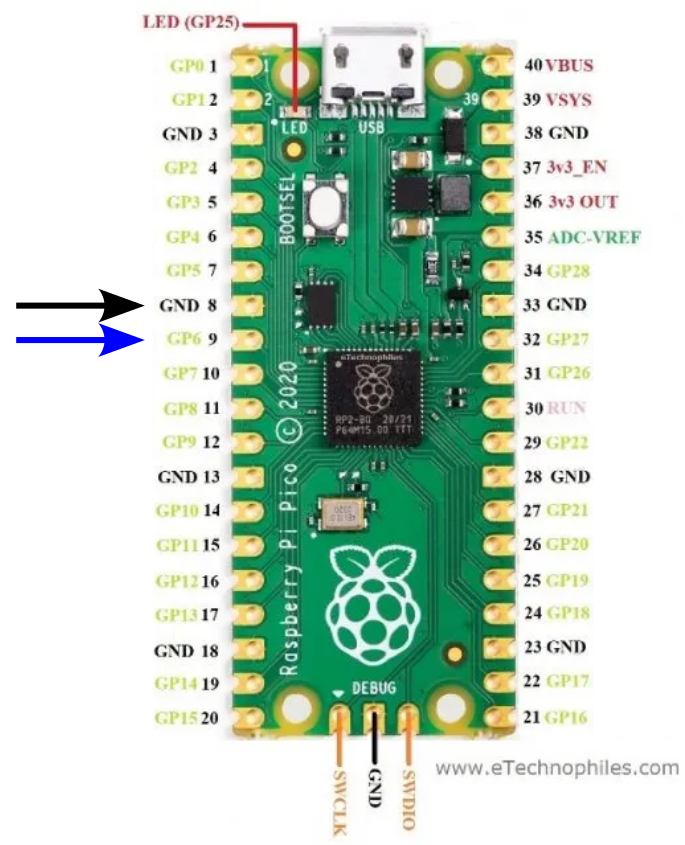 LED (GP25)
GP0 1
GP1 2
GND 3
GP2 4
GP3 5
GP4 6
GP5 7
GND 8
GP6 9
GP7 10
GP8 11
GP9 12
GND 13
GP10 14
GP11 15
GP12 16
GP13 17
GND 18
GP14 19
GP15 20
1
2
39
LED
USB
BOOTSEL
Raspberry Pi Pico © 2020
eTechnophiles
RP2-B0 20/21
P64M15.00 TTT
DEBUG
40 VBUS
39 VSYS
38 GND
37 3v3_EN
36 3v3 OUT
35 ADC-VREF
34 GP28
33 GND
32 GP27
31 GP26
30 RUN
29 GP22
28 GND
27 GP21
26 GP20
25 GP19
24 GP18
23 GND
22 GP17
21 GP16
SWCLK
GND
SWDIO
www.eTechnophiles.com